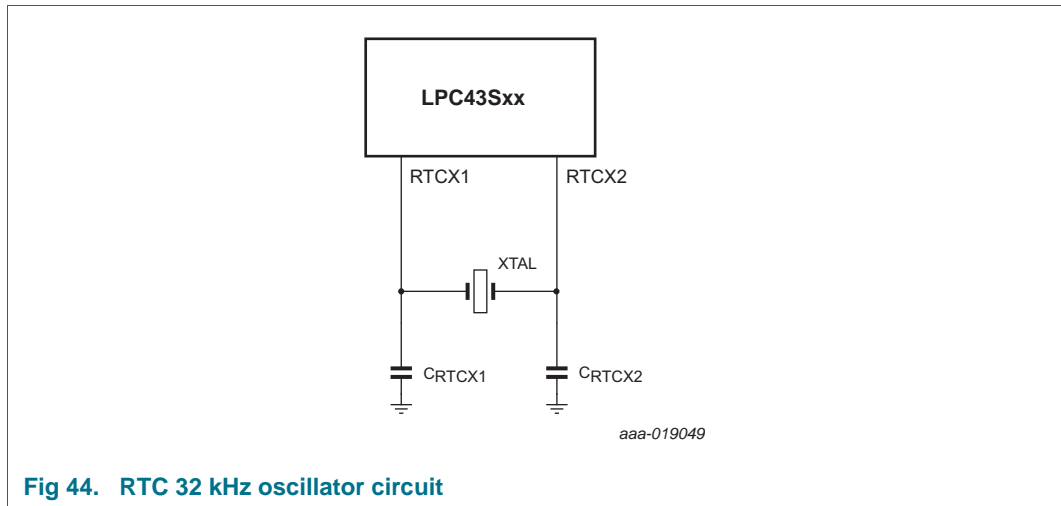 LPC43Sxx
RTCX1 RTCX2
XTAL
CRTCX1 CRTCX2
aaa-019049
Fig 44. RTC 32 kHz oscillator circuit